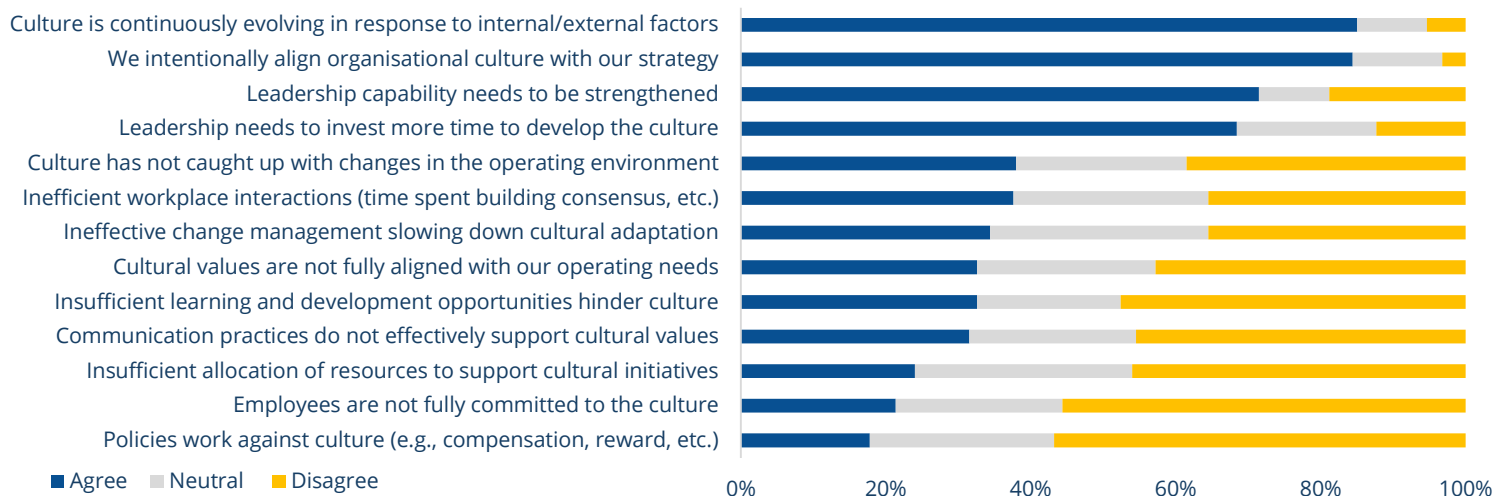 Culture is continuously evolving in response to internal/external factors
We intentionally align organisational culture with our strategy
Leadership capability needs to be strengthened
Leadership needs to invest more time to develop the culture
Culture has not caught up with changes in the operating environment
Inefficient workplace interactions (time spent building consensus, etc.)
Ineffective change management slowing down cultural adaptation
Cultural values are not fully aligned with our operating needs
Insufficient learning and development opportunities hinder culture
Communication practices do not effectively support cultural values
Insufficient allocation of resources to support cultural initiatives
Employees are not fully committed to the culture
Policies work against culture (e.g., compensation, reward, etc.)
Agree Neutral Disagree
0% 20% 40% 60% 80% 100%